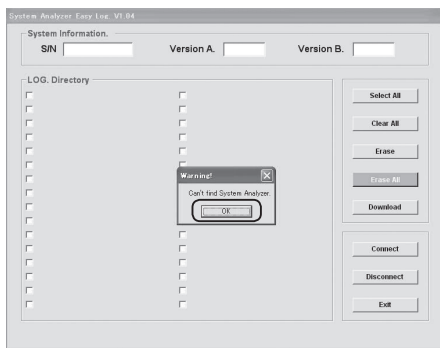 System Analyzer Easy Log. V1.04
System Information.
S/N
Version A.
Version B.
LOG. Directory
Select All
Clear All
Erase
Erase All
Download
Warning!
Can't find System Analyzer.
OK
Connect
Disconnect
Exit